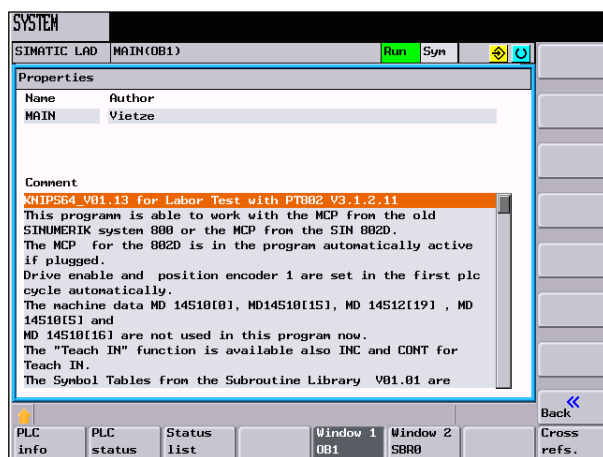 SYSTEM
SIMATIC LAD MAIN(OB1) Run Sym
Properties
Name Author
MAIN Vietze
Comment
KNIPS64_V01.13 for Labor Test with PT802 V3.1.2.11
This programm is able to work with the MCP from the old
SINUMERIK system 800 or the MCP from the SIN 802D.
The MCP for the 802D is in the program automatically active
if plugged.
Drive enable and position encoder 1 are set in the first plc
cycle automatically.
The machine data MD 14510[0], MD14510[15], MD 14512[19] , MD
14510[5] and
MD 14510[16] are not used in this program now.
The "Teach IN" function is available also INC and CONT for
Teach IN.
The Symbol Tables from the Subroutine Library V01.01 are
Back
PLC PLC Status Window 1 Window 2 Cross
info status list OB1 SBR0 refs.